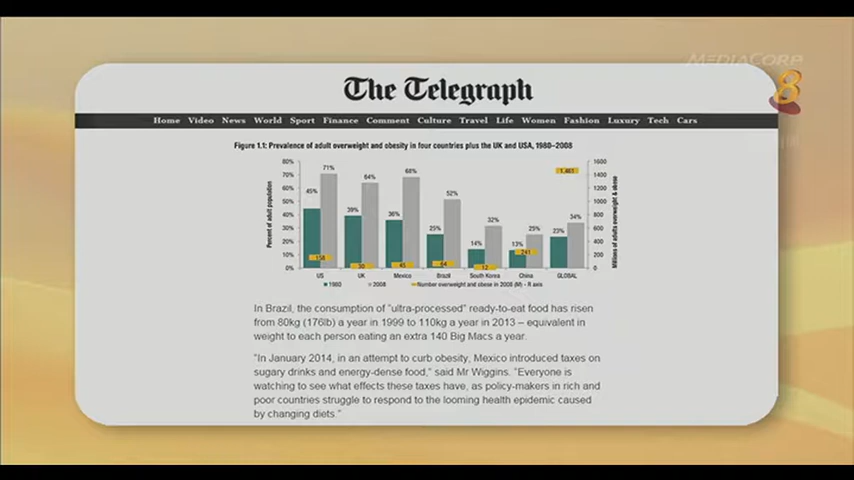 MEDIACORP
8
The Telegraph
Home Video News World Sport Finance Comment Culture Travel Life Women Fashion Luxury Tech Cars
Figure 1.1: Prevalence of adult overweight and obesity in four countries plus the UK and USA, 1980–2008
Percent of adult population
80%
70%
60%
50%
40%
30%
20%
10%
0%
45% 71%
39% 64%
36% 68%
25% 52%
14% 32%
13% 25%
23% 34%
158 30 45 64 12 241 1,463
1600
1400
1200
1000
800
600
400
200
0
Millions of adults overweight & obese
US UK Mexico Brazil South Korea China GLOBAL
1980 2008 Number overweight and obese in 2008 (M) - R axis
In Brazil, the consumption of "ultra-processed" ready-to-eat food has risen
from 80kg (176lb) a year in 1999 to 110kg a year in 2013 – equivalent in
weight to each person eating an extra 140 Big Macs a year.
"In January 2014, in an attempt to curb obesity, Mexico introduced taxes on
sugary drinks and energy-dense food," said Mr Wiggins. "Everyone is
watching to see what effects these taxes have, as policy-makers in rich and
poor countries struggle to respond to the looming health epidemic caused
by changing diets."